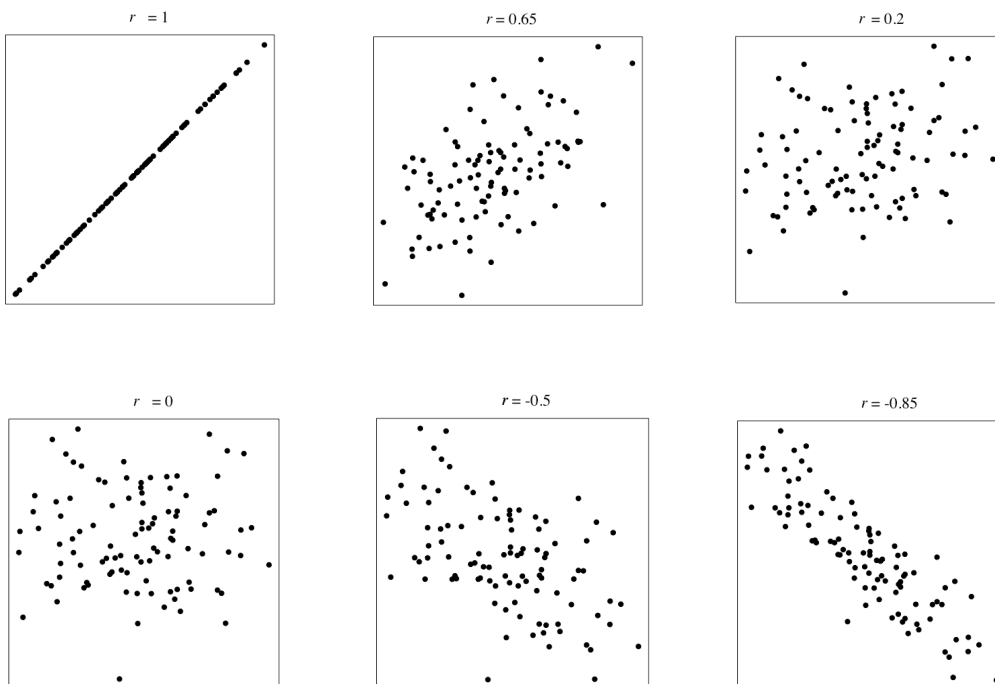 r = 1
r = 0.65
r = 0.2
r = 0
r = -0.5
r = -0.85